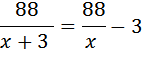 88/(x + 3) = 88/x − 3